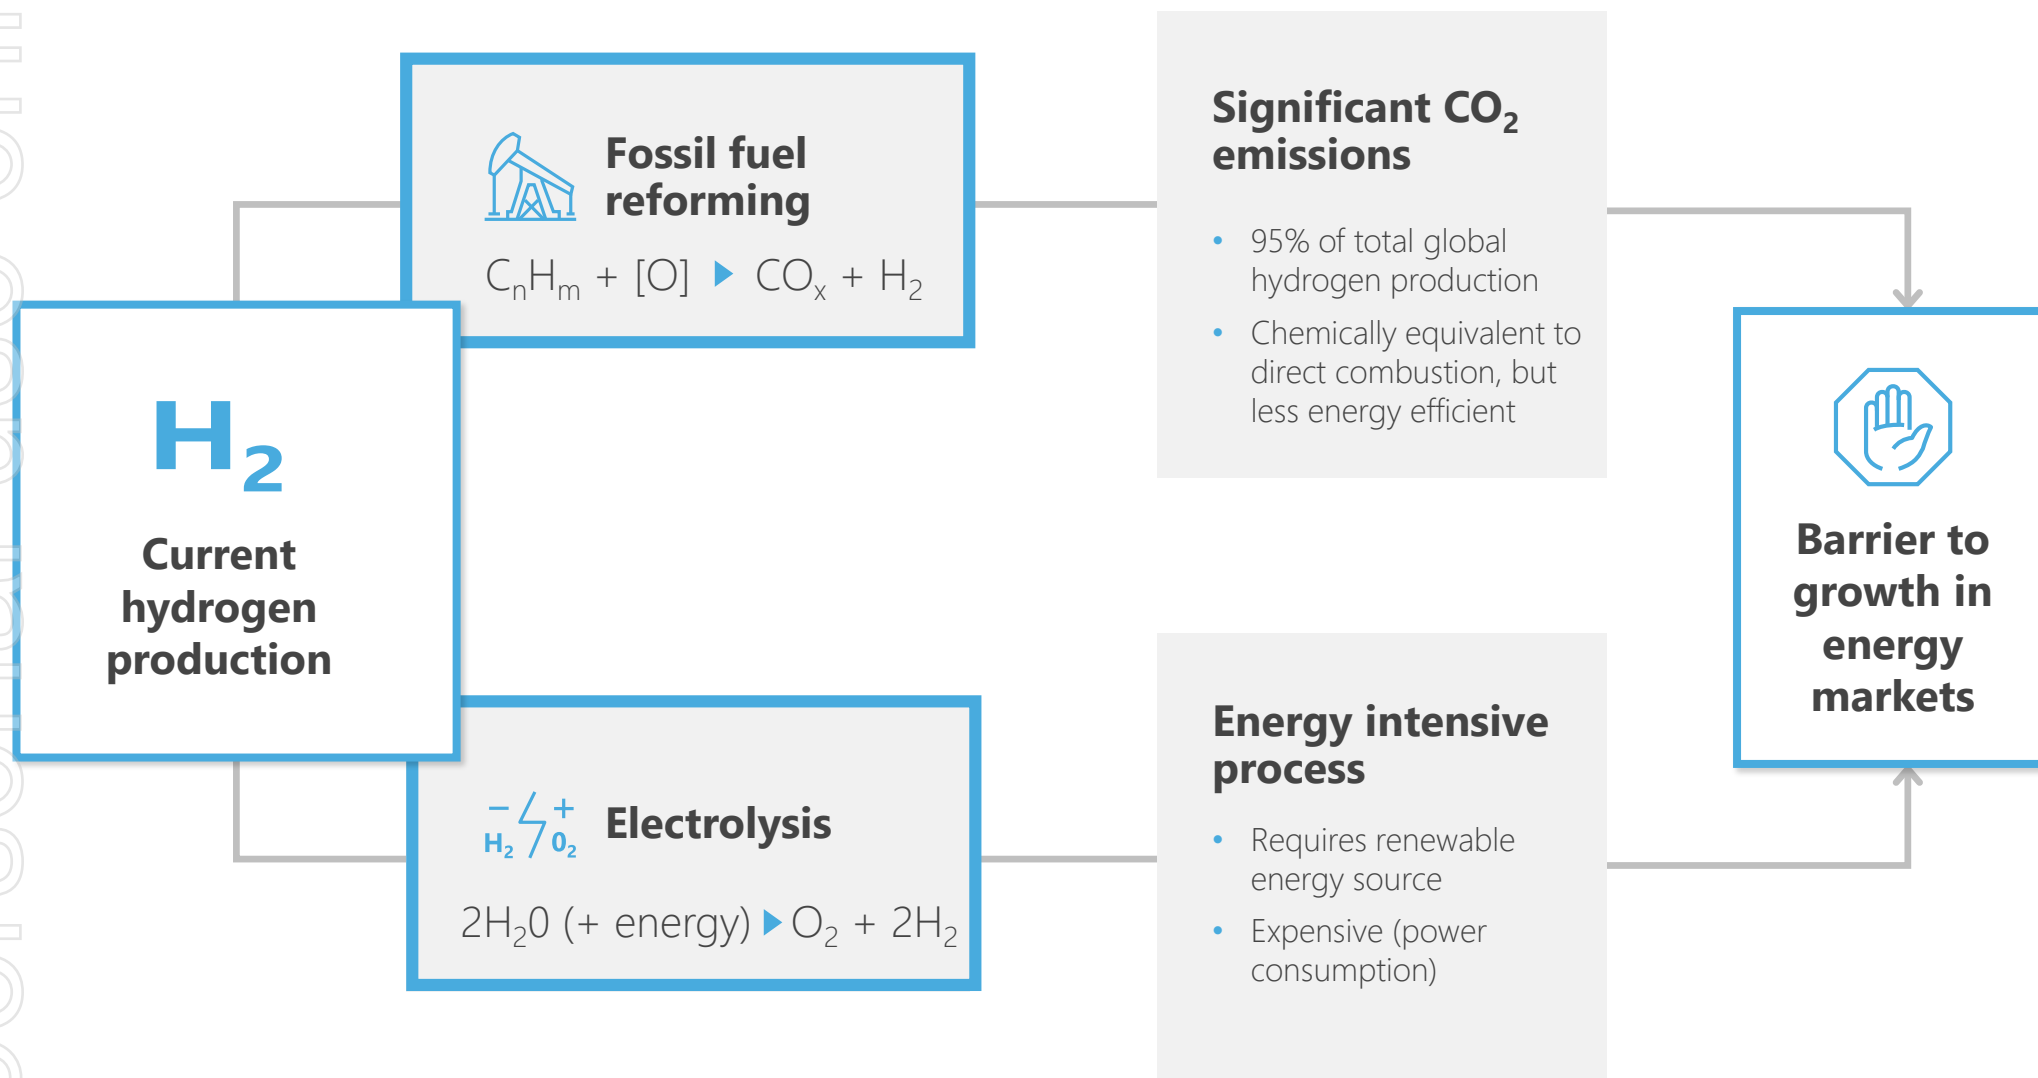 H₂
Current
hydrogen
production
Fossil fuel
reforming
CₙHₘ + [O] ▶ COₓ + H₂
− +
H₂ 0₂
Electrolysis
2H₂0 (+ energy) ▶ O₂ + 2H₂
Significant CO₂
emissions
• 95% of total global
hydrogen production
• Chemically equivalent to
direct combustion, but
less energy efficient
Energy intensive
process
• Requires renewable
energy source
• Expensive (power
consumption)
Barrier to
growth in
energy
markets